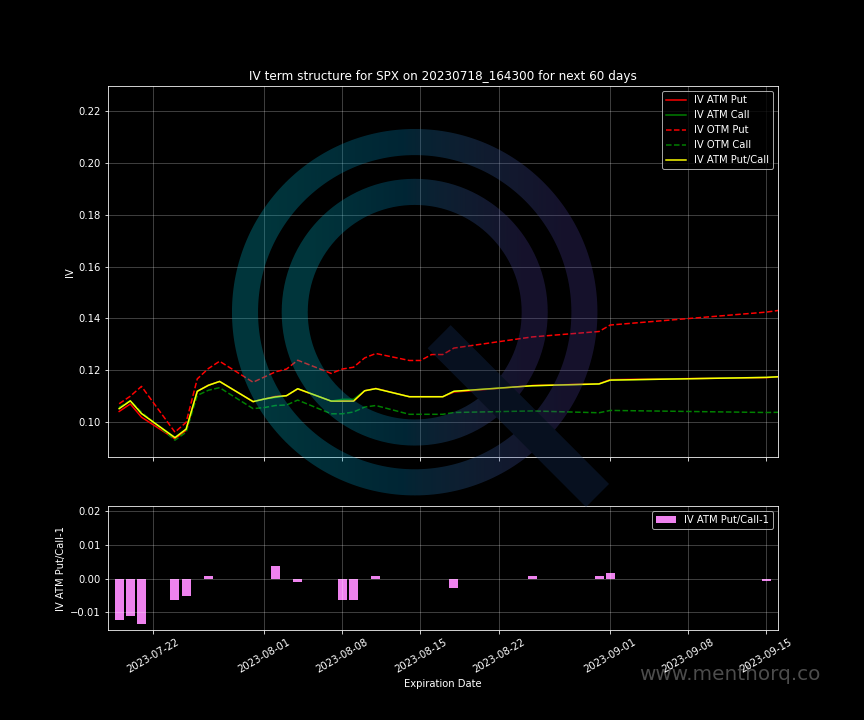 IV term structure for SPX on 20230718_164300 for next 60 days
IV ATM Put
IV ATM Call
IV OTM Put
IV OTM Call
IV ATM Put/Call
0.22
0.20
0.18
0.16
0.14
0.12
0.10
IV
IV ATM Put/Call-1
0.02
0.01
0.00
−0.01
IV ATM Put/Call-1
2023-07-22
2023-08-01
2023-08-08
2023-08-15
2023-08-22
2023-09-01
2023-09-08
2023-09-15
Expiration Date
www.menthorq.co